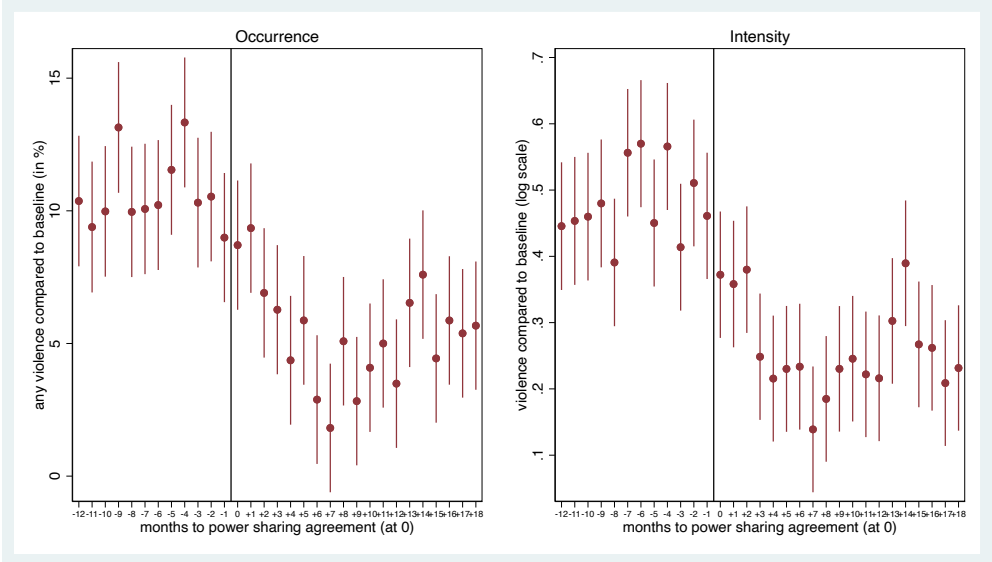 Occurrence
any violence compared to baseline (in %)
15
10
5
0
-12 -11 -10 -9 -8 -7 -6 -5 -4 -3 -2 -1 0 +1 +2 +3 +4 +5 +6 +7 +8 +9 +10 +11 +12 +13 +14 +15 +16 +17 +18
months to power sharing agreement (at 0)
Intensity
violence compared to baseline (log scale)
.7
.6
.5
.4
.3
.2
.1
-12 -11 -10 -9 -8 -7 -6 -5 -4 -3 -2 -1 0 +1 +2 +3 +4 +5 +6 +7 +8 +9 +10 +11 +12 +13 +14 +15 +16 +17 +18
months to power sharing agreement (at 0)